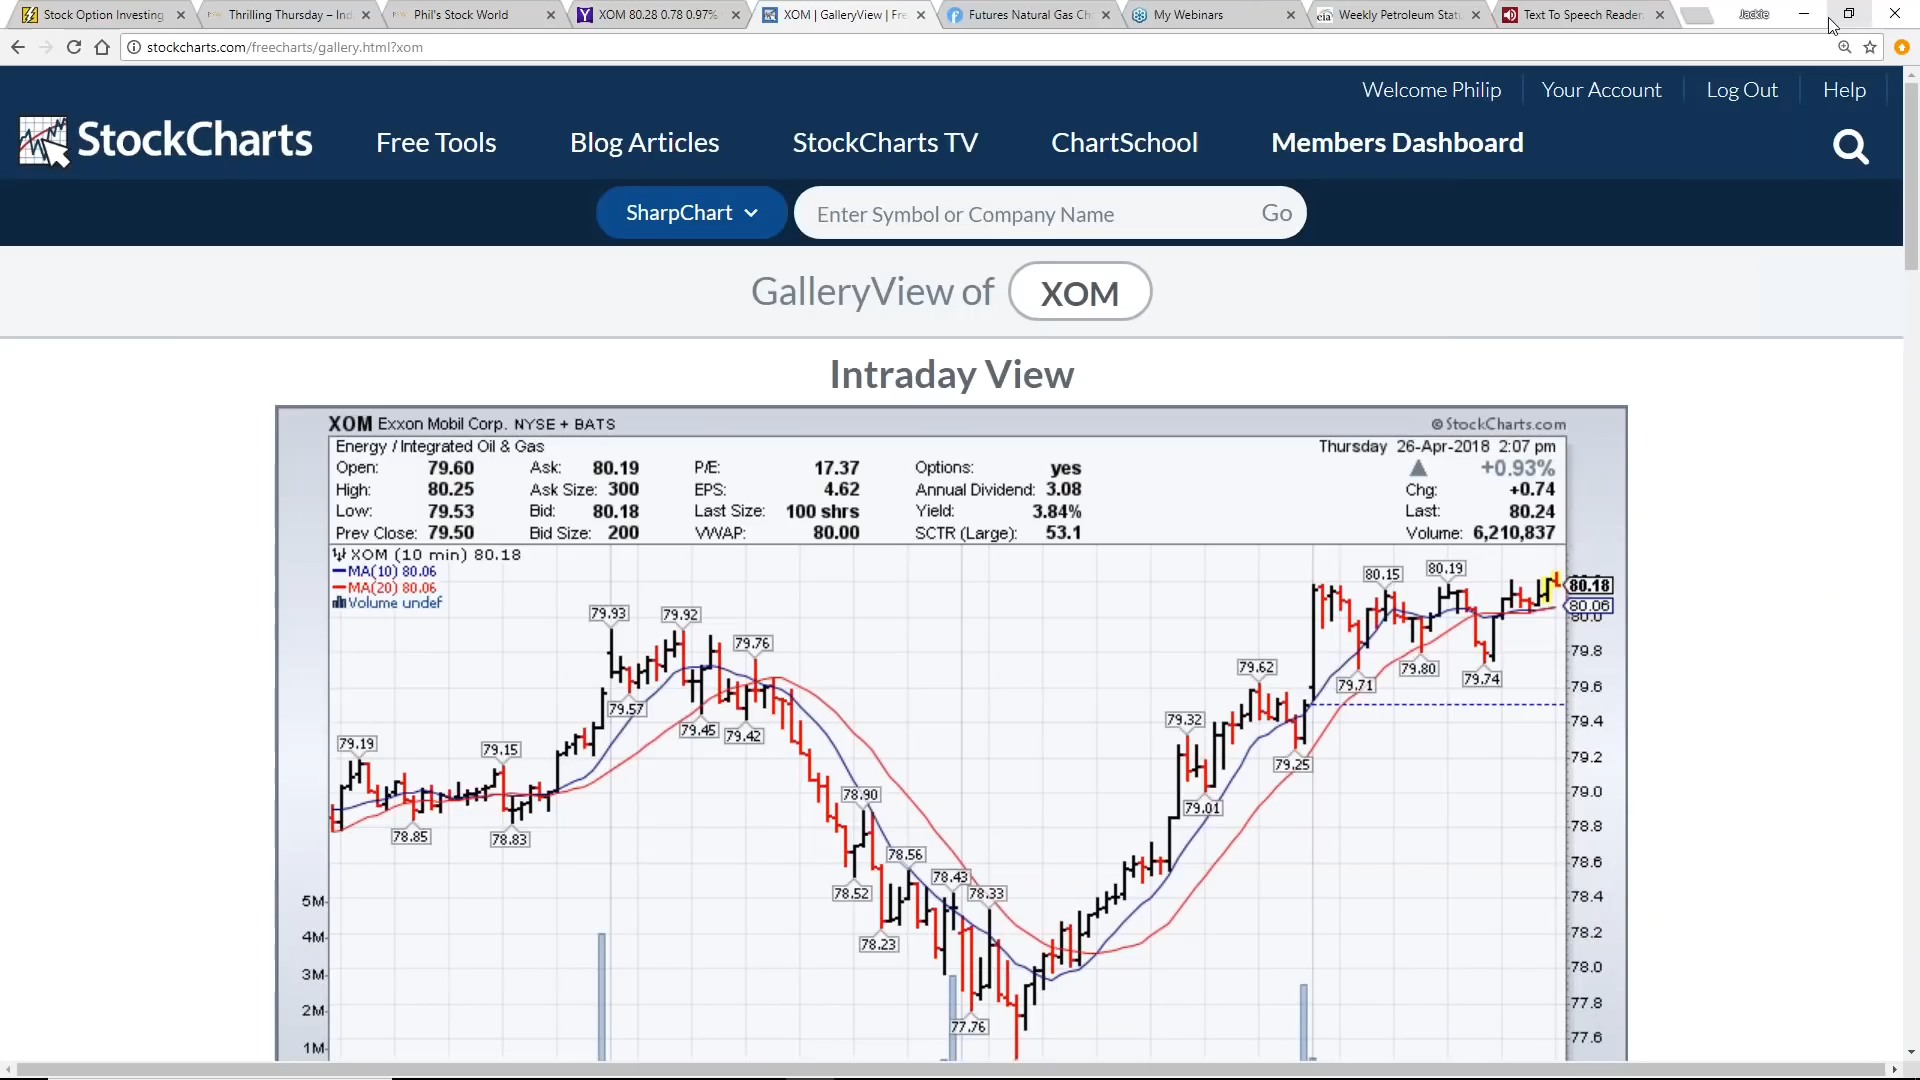 Stock Option Investing
Thrilling Thursday – Ind
Phil's Stock World
XOM 80.28 0.78 0.97%
XOM | GalleryView | Fre
Futures Natural Gas Ch
My Webinars
eia Weekly Petroleum Stat
Text To Speech Reader
Jackie
stockcharts.com/freecharts/gallery.html?xom
Welcome Philip
Your Account
Log Out
Help
StockCharts
Free Tools
Blog Articles
StockCharts TV
ChartSchool
Members Dashboard
SharpChart
Enter Symbol or Company Name
Go
GalleryView of XOM
Intraday View
XOM Exxon Mobil Corp. NYSE + BATS
©StockCharts.com
Energy / Integrated Oil & Gas
Thursday 26-Apr-2018 2:07 pm
Open: 79.60 Ask: 80.19 P/E: 17.37 Options: yes +0.93%
High: 80.25 Ask Size: 300 EPS: 4.62 Annual Dividend: 3.08 Chg: +0.74
Low: 79.53 Bid: 80.18 Last Size: 100 shrs Yield: 3.84% Last: 80.24
Prev Close: 79.50 Bid Size: 200 VWAP: 80.00 SCTR (Large): 53.1 Volume: 6,210,837
XOM (10 min) 80.18
MA(10) 80.06
MA(20) 80.06
Volume undef
80.15
80.19
80.18
80.06
80.0
79.93
79.92
79.76
79.8
79.62
79.80
79.74
79.71
79.6
79.57
79.45
79.42
79.32
79.4
79.19
79.15
79.25
79.2
78.90
79.01
79.0
78.85
78.83
78.8
78.56
78.6
78.52
78.43
78.33
78.4
5M
4M
78.23
78.2
3M
78.0
2M
77.76
77.8
1M
77.6